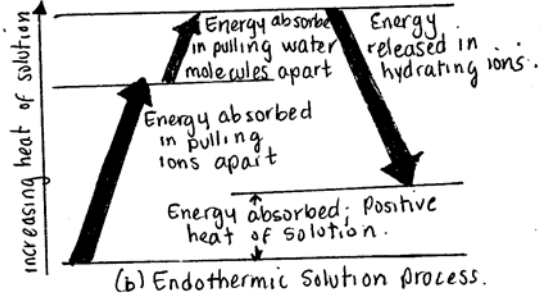 increasing heat of solution
Energy absorbe
in pulling water
molecules apart
Energy
released in
hydrating ions.
Energy absorbed
in pulling
ions apart
Energy absorbed; Positive
heat of solution.
(b) Endothermic Solution Process.